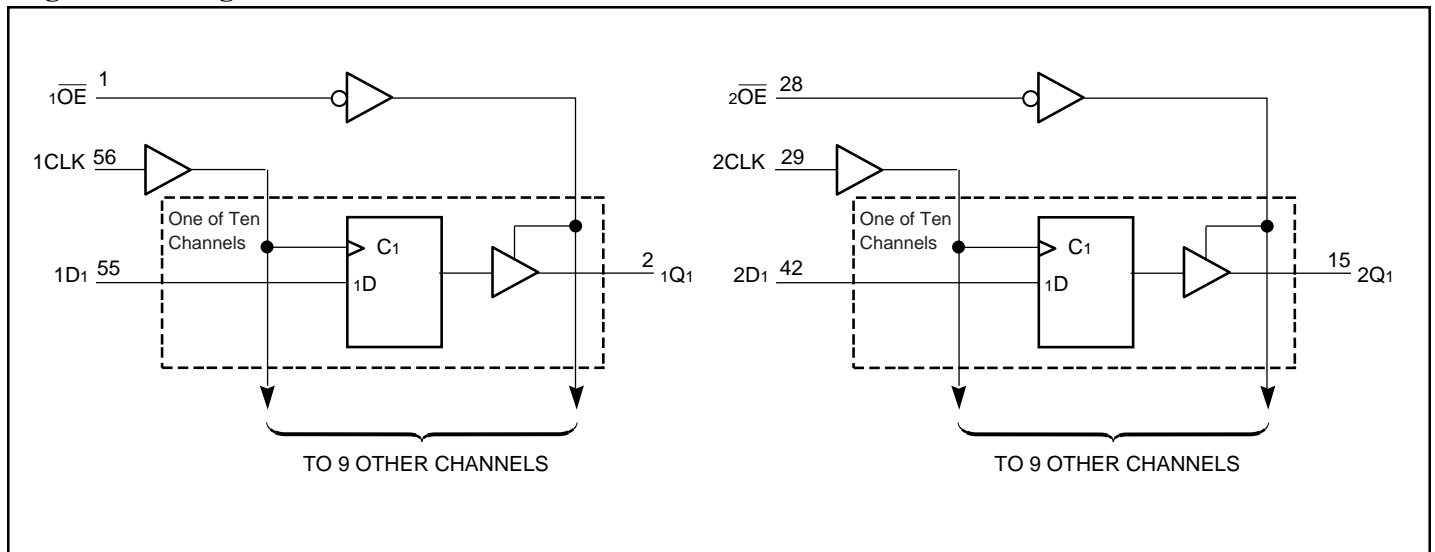 1OE 1
1CLK 56
One of Ten
Channels
C1
1D
1D1 55
2 1Q1
TO 9 OTHER CHANNELS
2OE 28
2CLK 29
One of Ten
Channels
C1
1D
2D1 42
15 2Q1
TO 9 OTHER CHANNELS